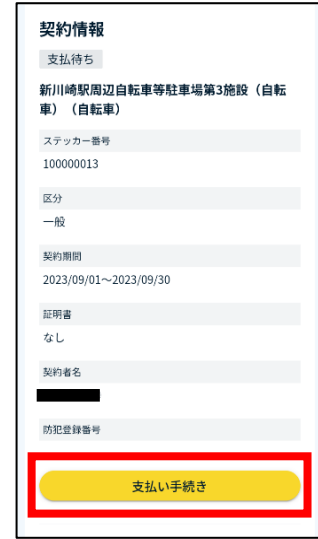 契約情報
支払待ち
新川崎駅周辺自転車等駐車場第3施設（自転
車）（自転車）
ステッカー番号
100000013
区分
一般
契約期間
2023/09/01～2023/09/30
証明書
なし
契約者名
防犯登録番号
支払い手続き